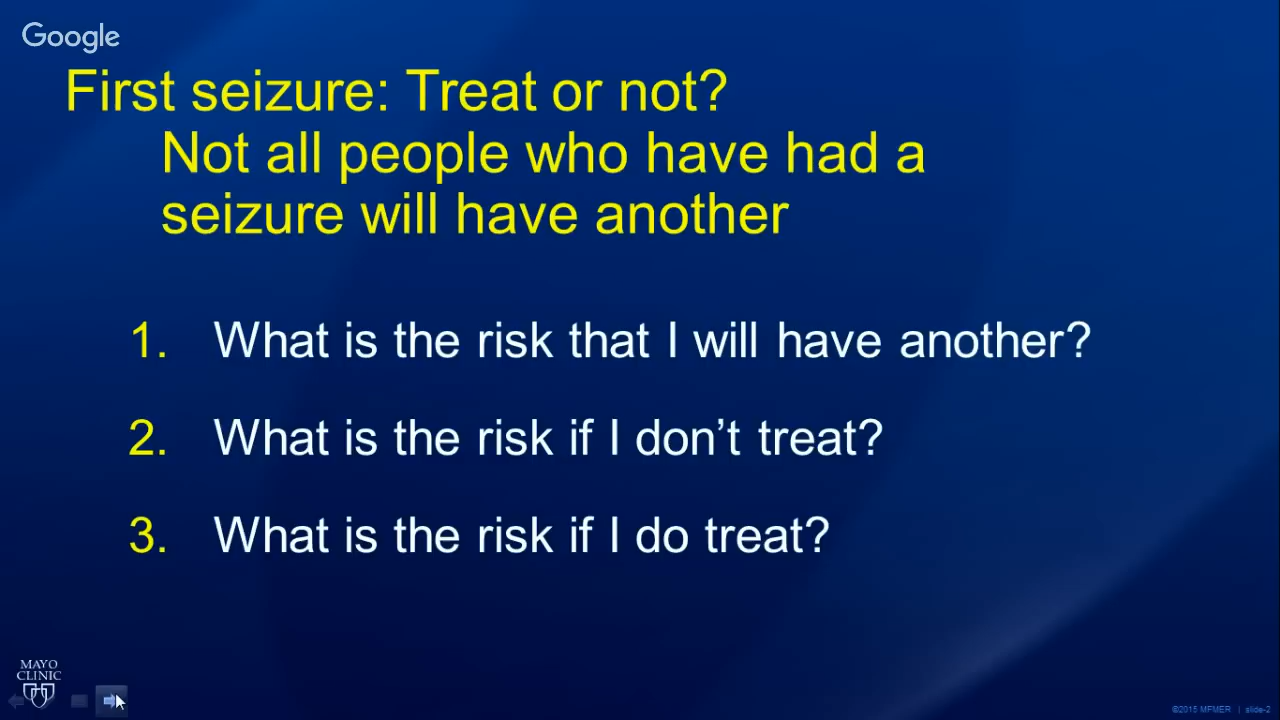 Google
First seizure: Treat or not?
Not all people who have had a
seizure will have another
1. What is the risk that I will have another?
2. What is the risk if I don’t treat?
3. What is the risk if I do treat?
MAYO
CLINIC
©2015 MFMER | slide-2